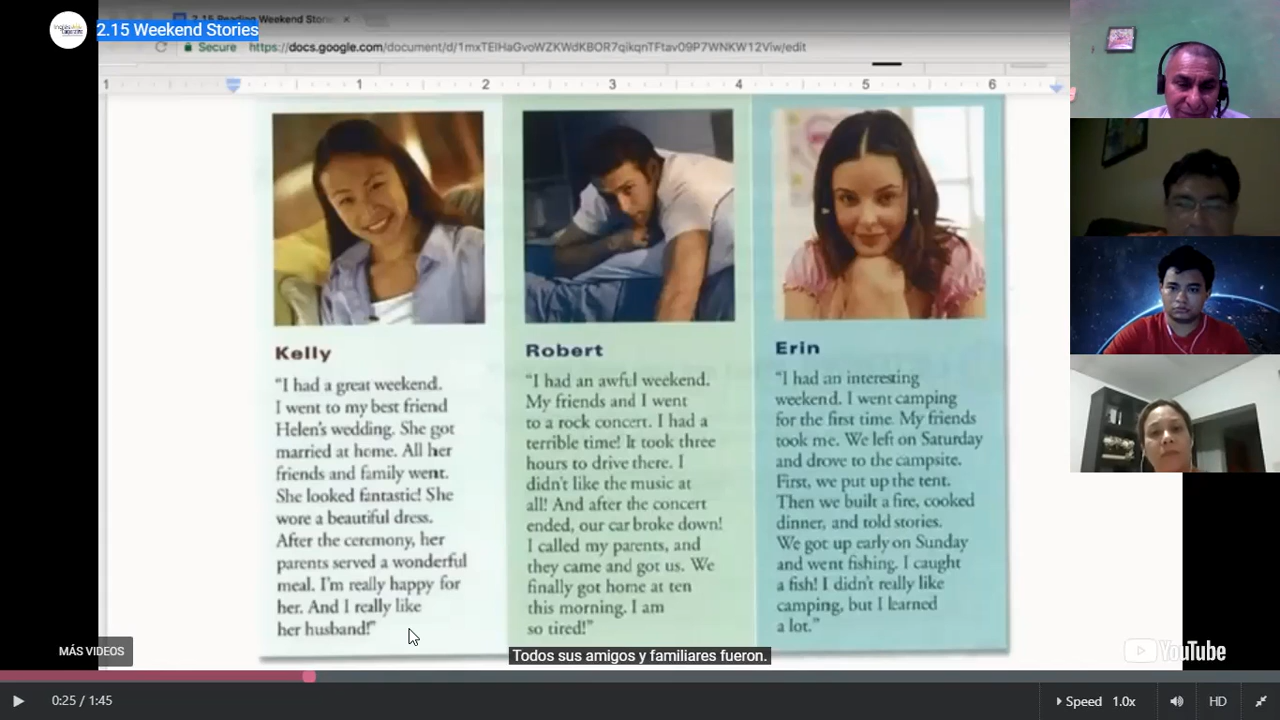 2.15 Reading Weekend Stories
2.15 Weekend Stories
Secure https://docs.google.com/document/d/1mxTEIHaGvoWZKWdKBOR7qikqnTFtav09P7WNKW12Viw/edit
1 1 2 3 4 5 6
Kelly
"I had a great weekend.
I went to my best friend
Helen's wedding. She got
married at home. All her
friends and family went.
She looked fantastic! She
wore a beautiful dress.
After the ceremony, her
parents served a wonderful
meal. I'm really happy for
her. And I really like
her husband!"
Robert
"I had an awful weekend.
My friends and I went
to a rock concert. I had a
terrible time! It took three
hours to drive there. I
didn't like the music at
all! And after the concert
ended, our car broke down!
I called my parents, and
they came and got us. We
finally got home at ten
this morning. I am
so tired!"
Erin
"I had an interesting
weekend. I went camping
for the first time. My friends
took me. We left on Saturday
and drove to the campsite.
First, we put up the tent.
Then we built a fire, cooked
dinner, and told stories.
We got up early on Sunday
and went fishing. I caught
a fish! I didn't really like
camping, but I learned
a lot."
MÁS VIDEOS
Todos sus amigos y familiares fueron.
YouTube
0:25 / 1:45
Speed 1.0x
HD